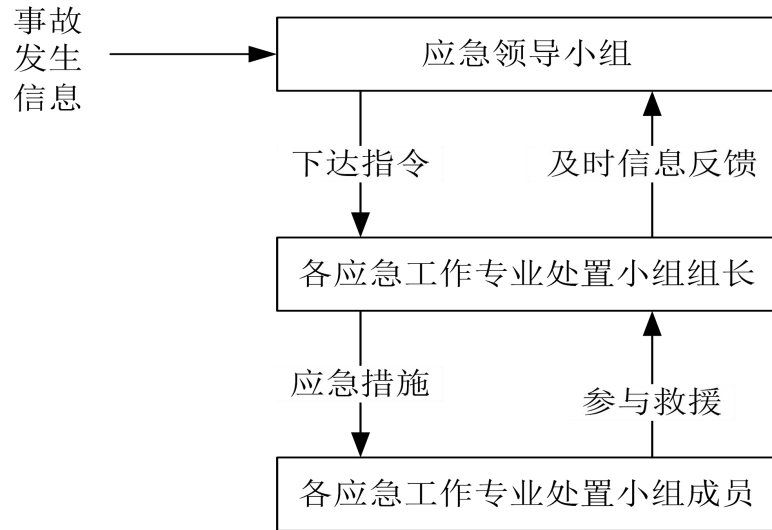 事故
发生
信息
应急领导小组
下达指令
及时信息反馈
各应急工作专业处置小组组长
应急措施
参与救援
各应急工作专业处置小组成员